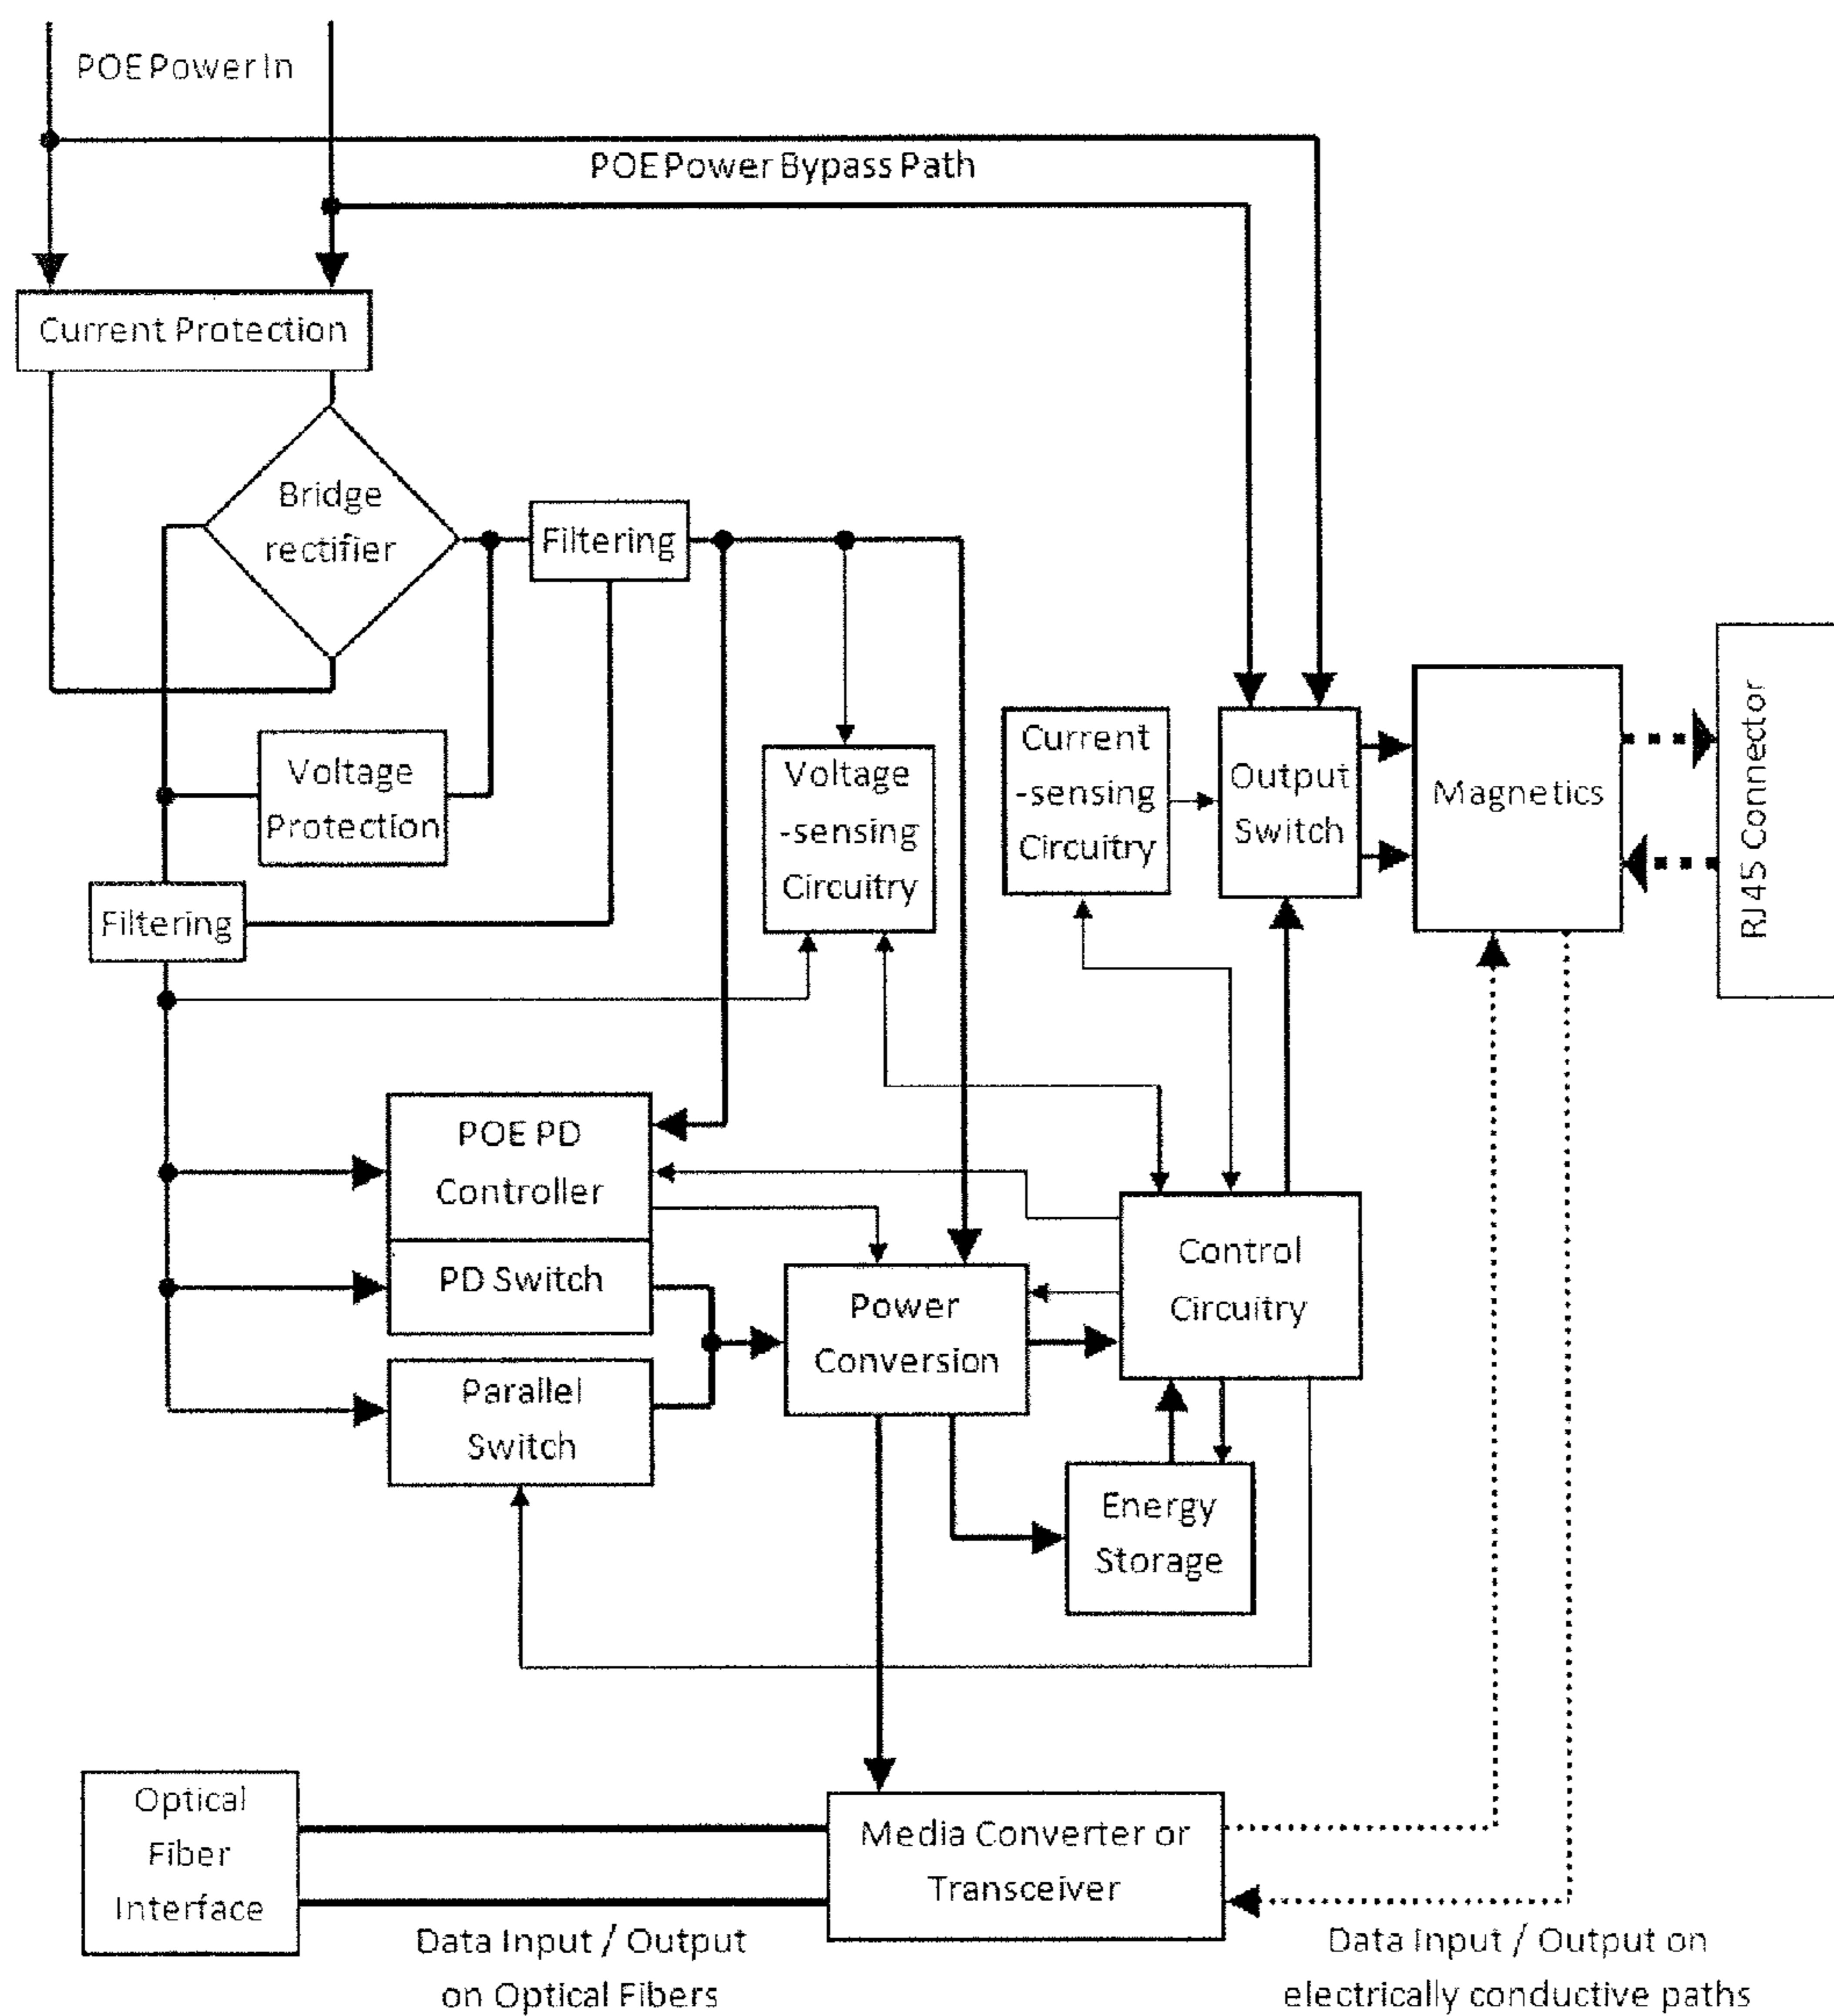 POE Power In
POE Power Bypass Path
Current Protection
Bridge
rectifier
Filtering
Voltage
Protection
Filtering
Voltage
-sensing
Circuitry
Current
-sensing
Circuitry
Output
Switch
Magnetics
RJ45 Connector
POE PD
Controller
PD Switch
Parallel
Switch
Power
Conversion
Control
Circuitry
Energy
Storage
Optical
Fiber
Interface
Media Converter or
Transceiver
Data Input / Output
on Optical Fibers
Data Input / Output on
electrically conductive paths